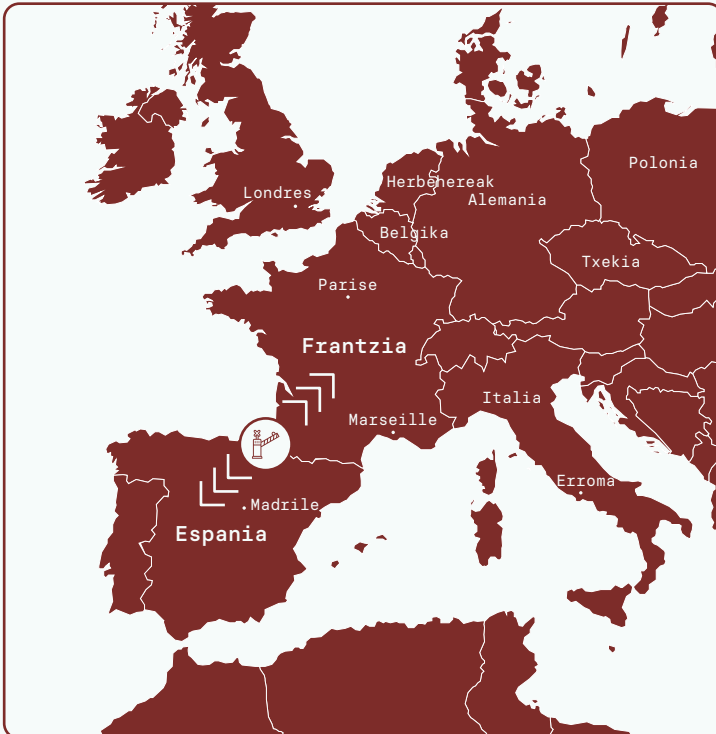 Polonia
Herbehereak
Londres
Alemania
Belgika
Txekia
Parise
Frantzia
Italia
Marseille
Erroma
Madrile
Espania